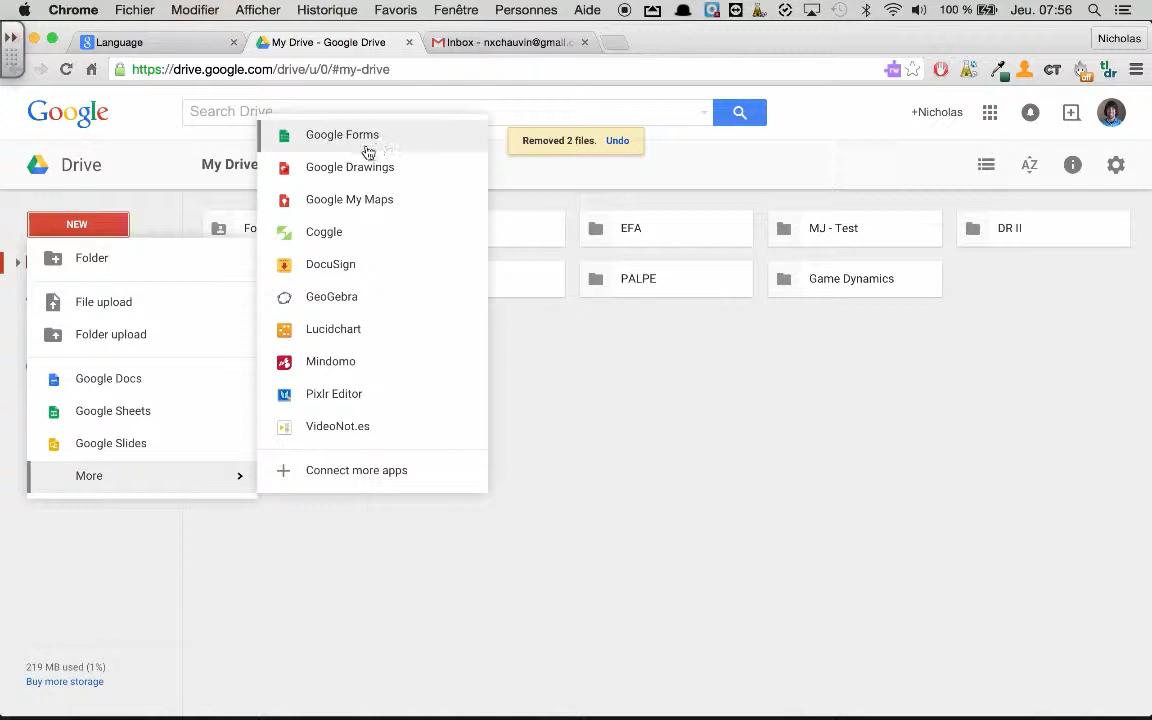 Chrome Fichier Modifier Afficher Historique Favoris Fenêtre Personnes Aide 100 % Jeu. 07:56
Language My Drive - Google Drive Inbox - nxchauvin@gmail.c Nicholas
https://drive.google.com/drive/u/0/#my-drive
Google Search Drive +Nicholas
Removed 2 files. Undo
Drive My Drive
NEW
Folder
File upload
Folder upload
Google Docs
Google Sheets
Google Slides
More
Google Forms
Google Drawings
Google My Maps
Coggle
DocuSign
GeoGebra
Lucidchart
Mindomo
Pixlr Editor
VideoNot.es
Connect more apps
Fo EFA MJ - Test DR II
PALPE Game Dynamics
219 MB used (1%)
Buy more storage